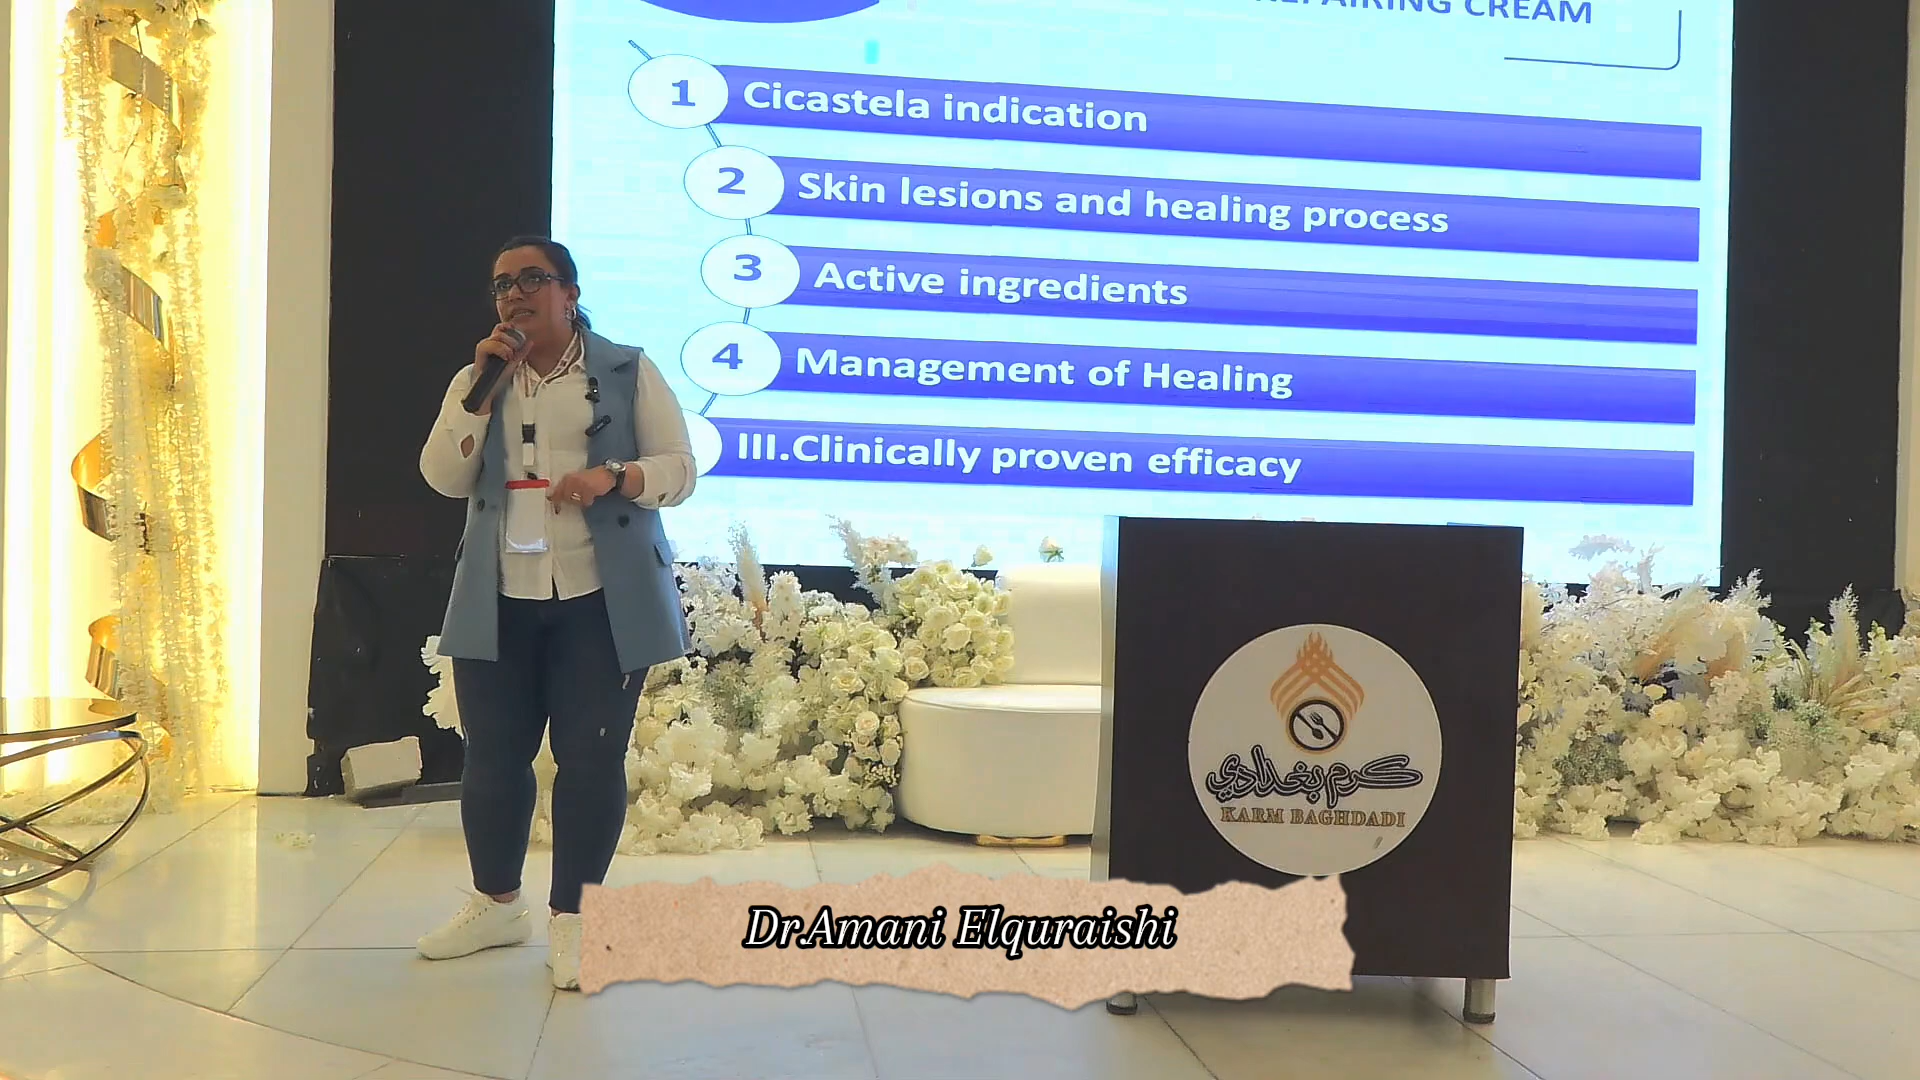 REPAIRING CREAM
1 Cicastela indication
2 Skin lesions and healing process
3 Active ingredients
4 Management of Healing
III.Clinically proven efficacy
كرم بغدادي
KARM BAGHDADI
Dr.Amani Elquraishi